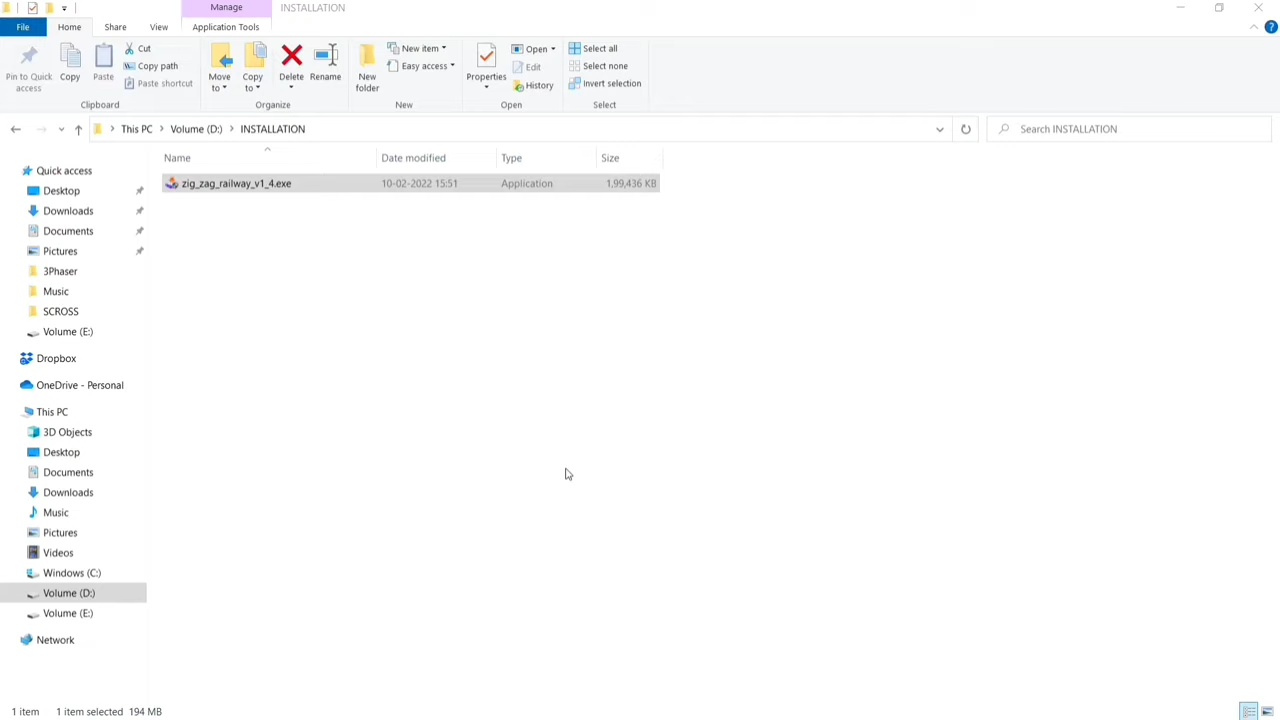 Manage
INSTALLATION
File
Home
Share
View
Application Tools
Pin to Quick access
Copy
Paste
Cut
Copy path
Paste shortcut
Clipboard
Move to
Copy to
Delete
Rename
Organize
New folder
New item
Easy access
New
Properties
Open
Edit
History
Open
Select all
Select none
Invert selection
Select
This PC > Volume (D:) > INSTALLATION
Search INSTALLATION
Name
Date modified
Type
Size
zig_zag_railway_v1_4.exe
10-02-2022 15:51
Application
1,99,436 KB
Quick access
Desktop
Downloads
Documents
Pictures
3Phaser
Music
SCROSS
Volume (E:)
Dropbox
OneDrive - Personal
This PC
3D Objects
Desktop
Documents
Downloads
Music
Pictures
Videos
Windows (C:)
Volume (D:)
Volume (E:)
Network
1 item
1 item selected 194 MB